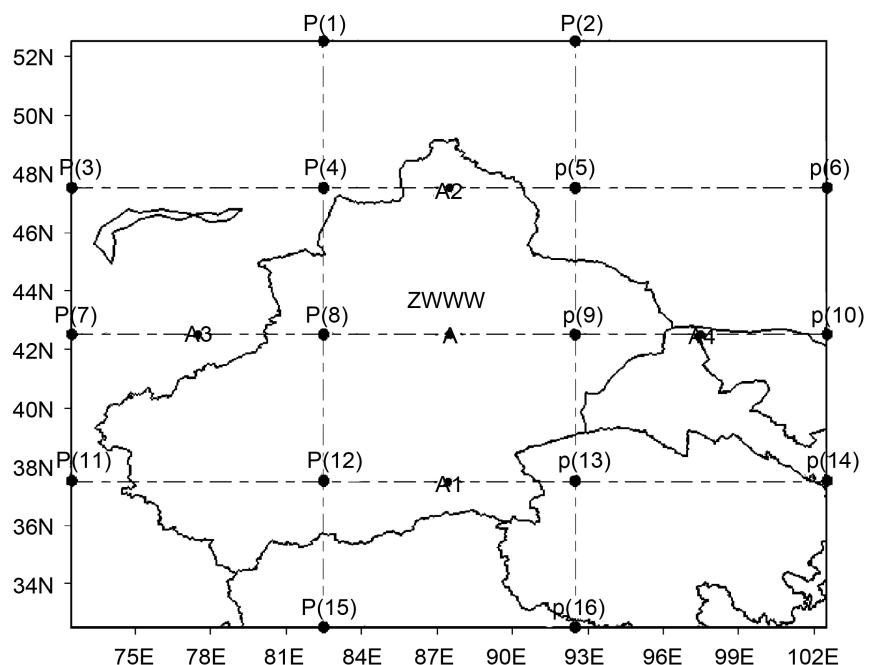 P(1) P(2)
52N
50N
48N P(3) P(4) p(5) p(6)
A2
46N
44N
ZWWW
P(7) P(8) p(9) p(10)
A3 A A4
42N
40N
38N
P(11) P(12) p(13) p(14)
A1
36N
34N
P(15) p(16)
75E 78E 81E 84E 87E 90E 93E 96E 99E 102E